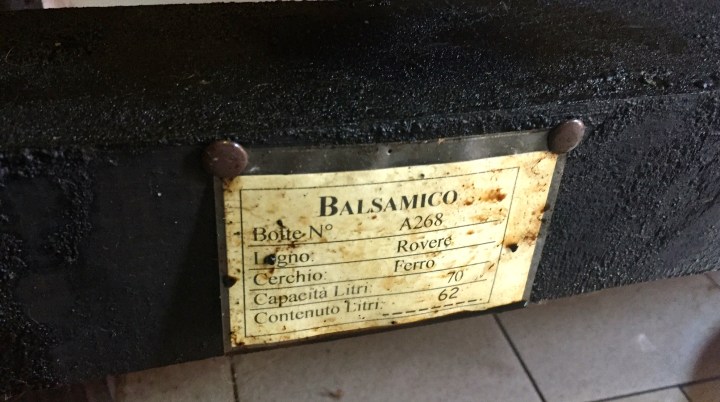 BALSAMICO
Botte N° A268
Legno: Rovere
Cerchio: Ferro
Capacità Litri: 70
Contenuto Litri: 62